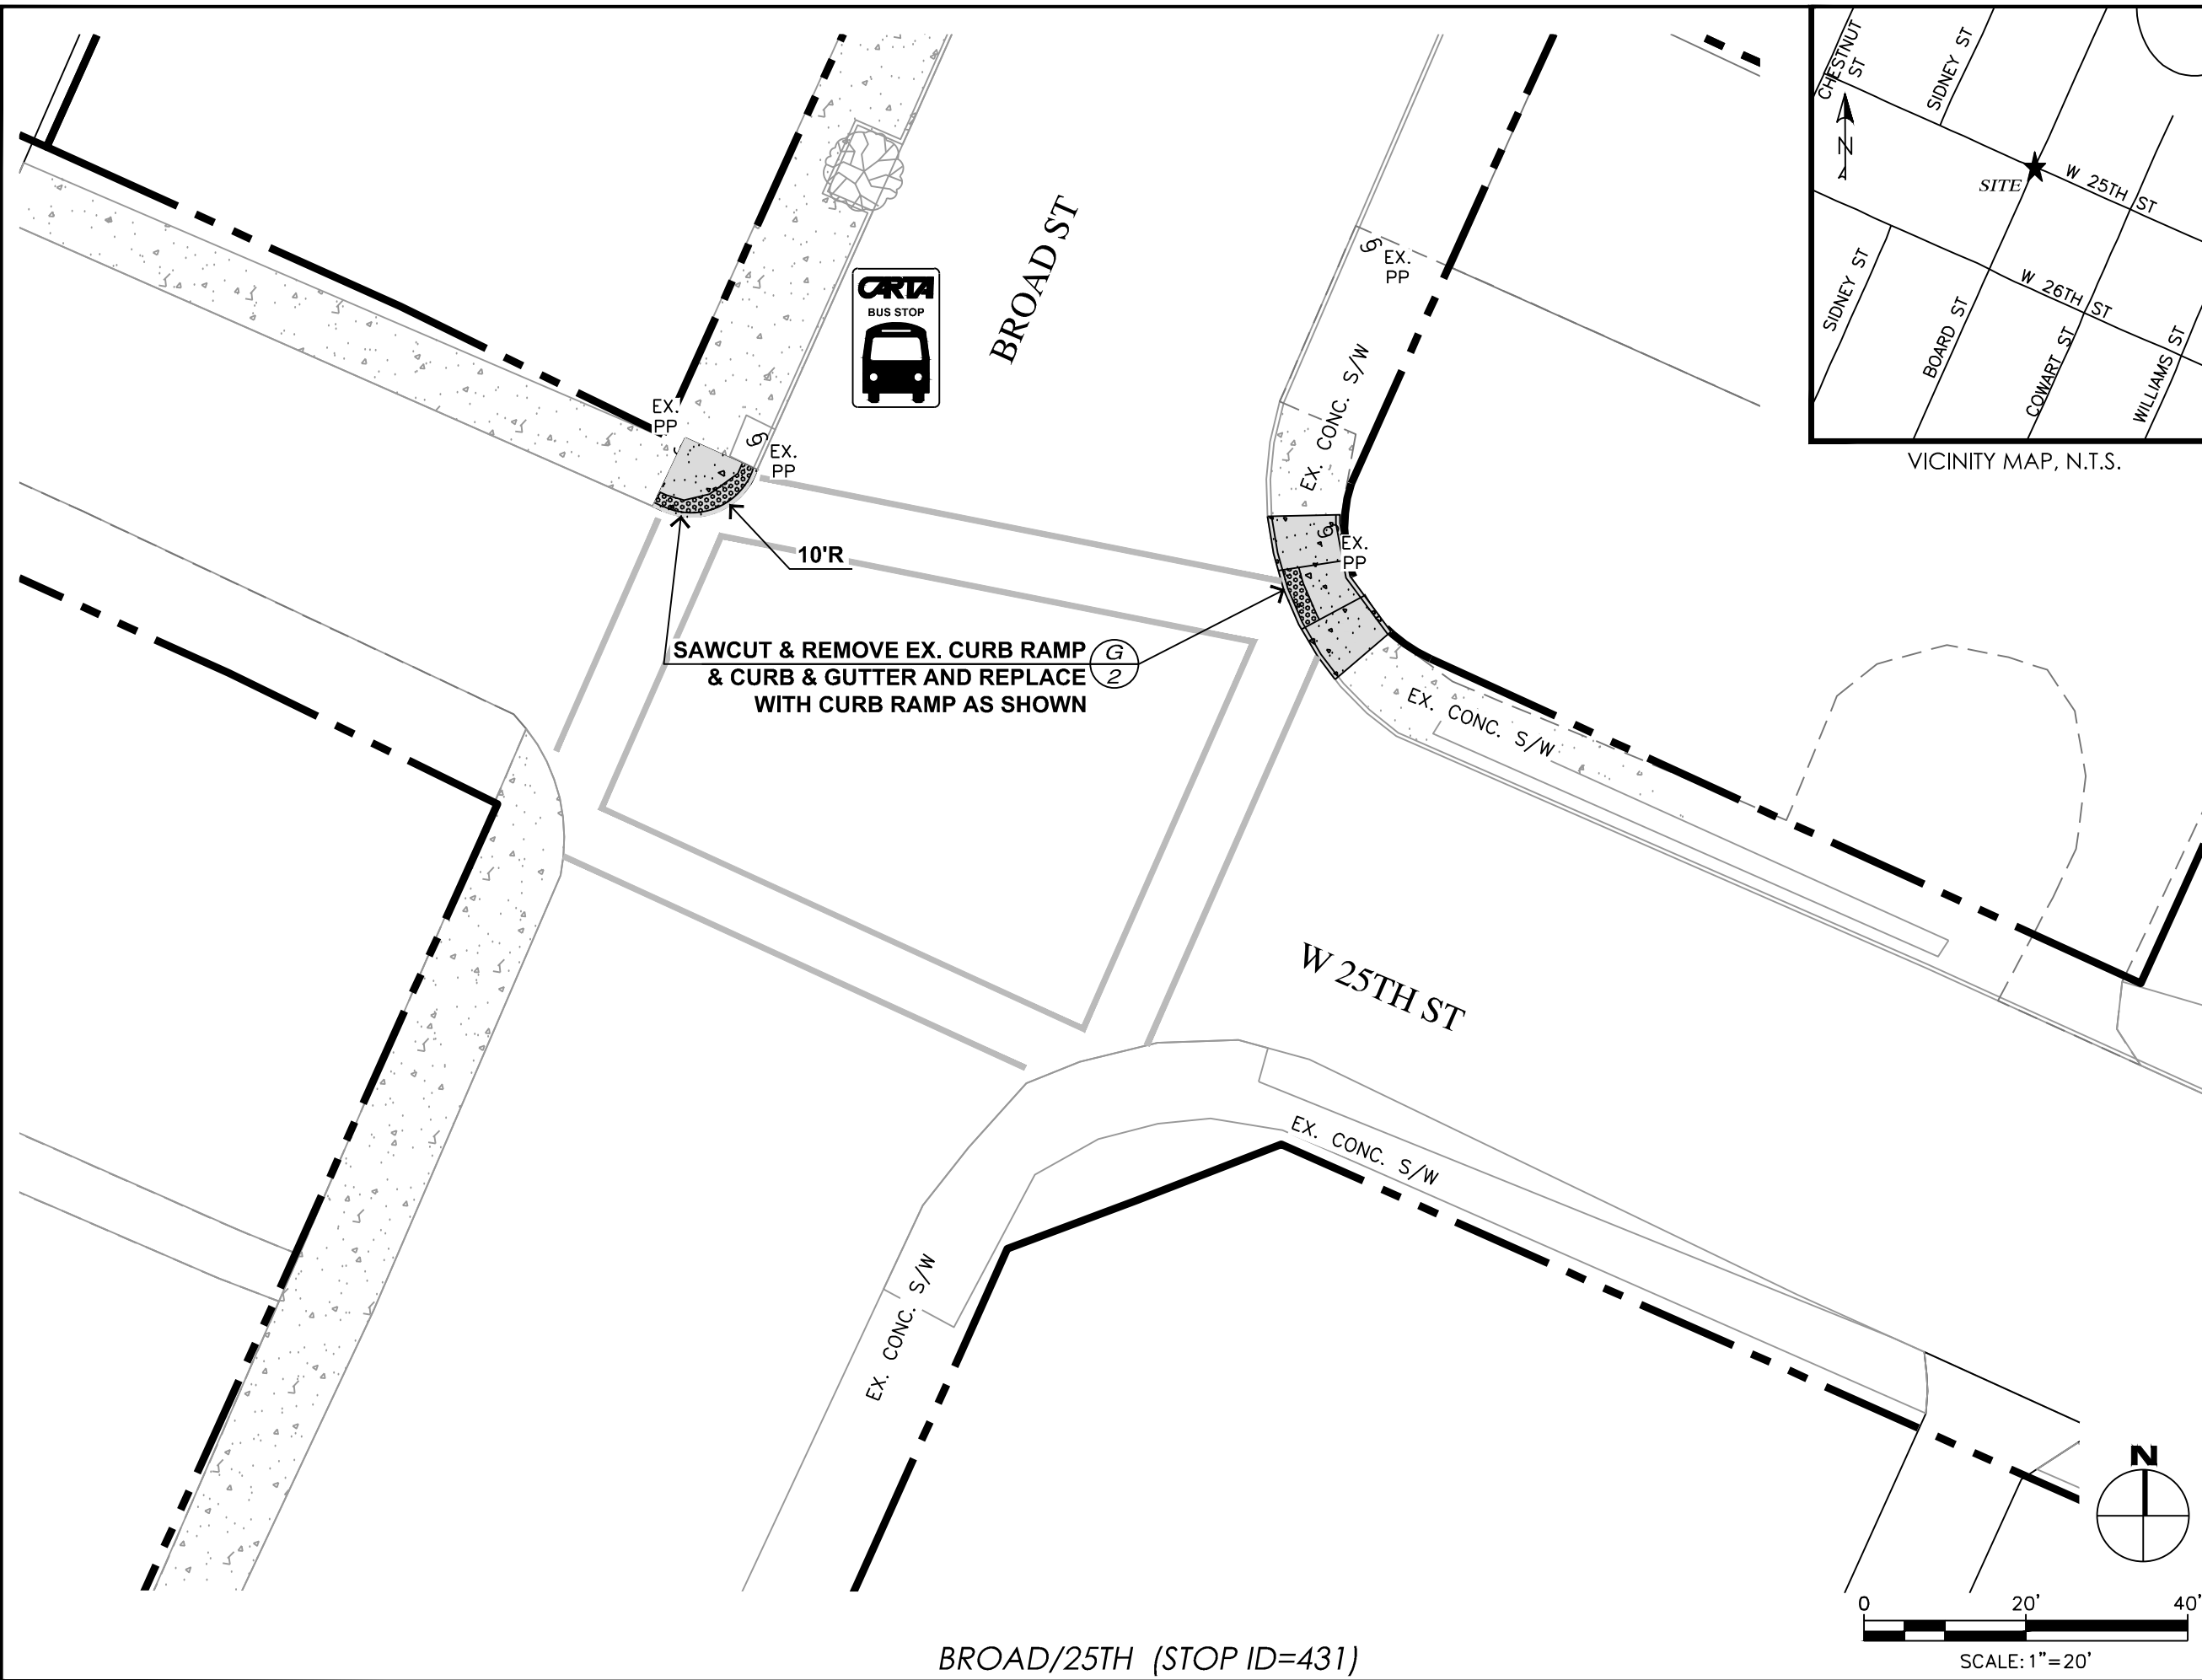 CHESTNUT
ST
SIDNEY ST
N
SITE
W 25TH ST
W 26TH ST
SIDNEY ST
BOARD ST
COWART ST
WILLIAMS ST
VICINITY MAP, N.T.S.
BROAD ST
CARTA
BUS STOP
EX.
PP
EX.
PP
EX.
PP
EX. CONC. S/W
EX.
PP
10'R
SAWCUT & REMOVE EX. CURB RAMP
& CURB & GUTTER AND REPLACE
WITH CURB RAMP AS SHOWN
G
2
EX. CONC. S/W
W 25TH ST
EX. CONC. S/W
EX. CONC. S/W
N
0 20' 40'
SCALE: 1"=20'
BROAD/25TH (STOP ID=431)